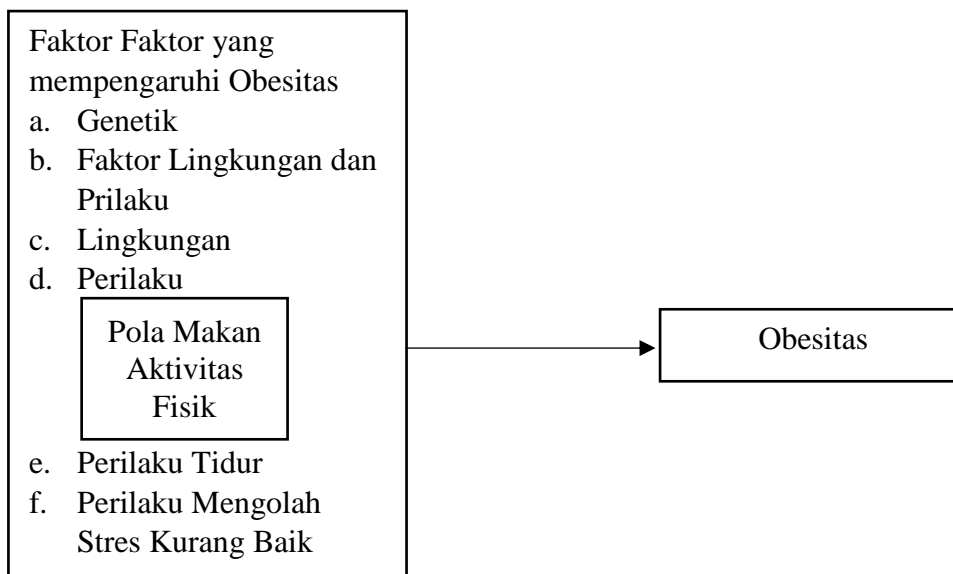 Faktor Faktor yang
mempengaruhi Obesitas
a. Genetik
b. Faktor Lingkungan dan
Prilaku
c. Lingkungan
d. Perilaku
Pola Makan
Aktivitas
Fisik
e. Perilaku Tidur
f. Perilaku Mengolah
Stres Kurang Baik
Obesitas